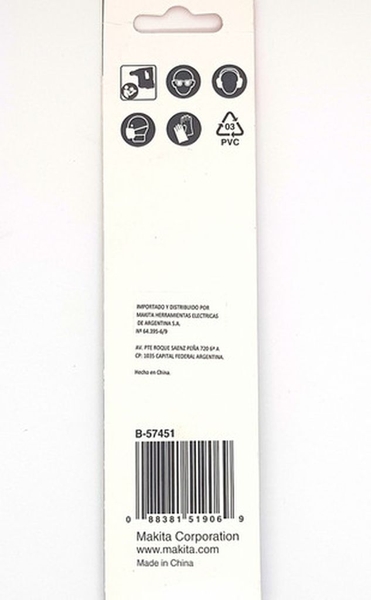 03
PVC
IMPORTADO Y DISTRIBUIDO POR
MAKITA HERRAMIENTAS ELECTRICAS
DE ARGENTINA S.A.
Nº 64.395-6/9
AV. PTE ROQUE SAENZ PEÑA 720 6º A
CP. 1035 CAPITAL FEDERAL ARGENTINA.
Hecho en China.
B-57451
0 88381 51906 9
Makita Corporation
www.makita.com
Made in China